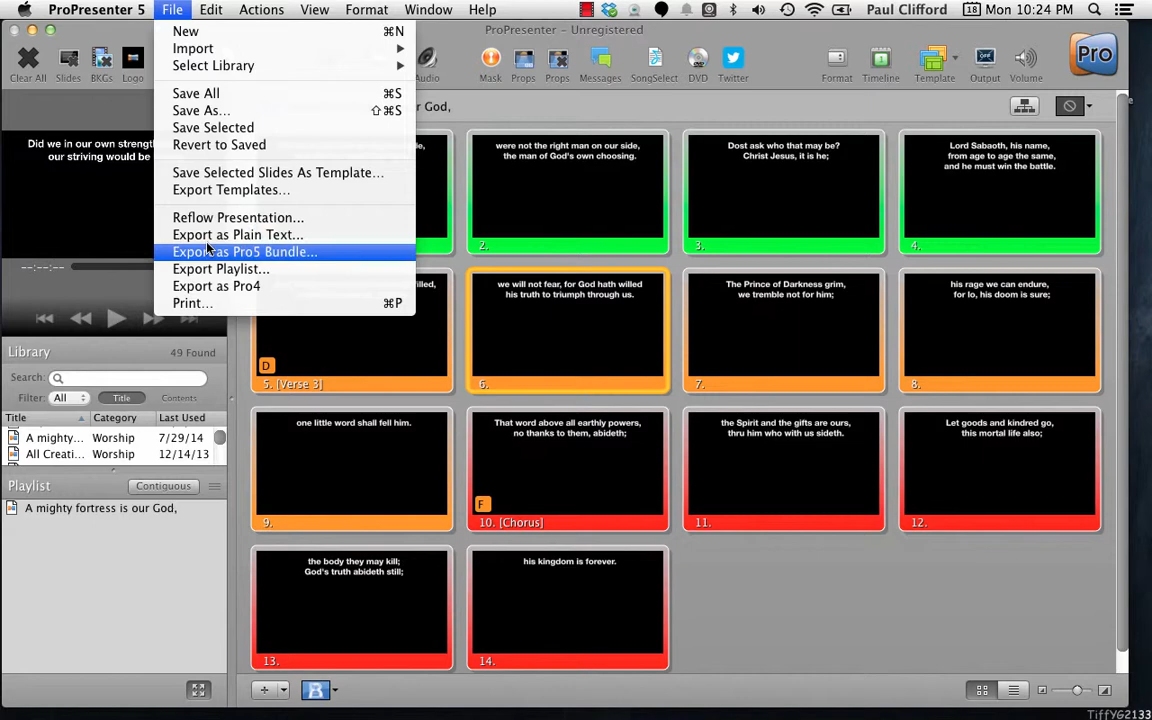 ProPresenter 5 File Edit Actions View Format Window Help Paul Clifford 18 Mon 10:24 PM
ProPresenter - Unregistered
Clear All Slides BKGs Logo Audio Mask Props Props Messages SongSelect DVD Twitter Format Timeline Template Output Volume Pro
New ⌘N
Import
Select Library
Save All ⌘S
Save As... ⇧⌘S
Save Selected
Revert to Saved
Save Selected Slides As Template...
Export Templates...
Reflow Presentation...
Export as Plain Text...
Export as Pro5 Bundle...
Export Playlist...
Export as Pro4
Print... ⌘P
Did we in our own strength
our striving would be
--:--:--
Library 49 Found
Search:
Filter: All Title Contents
Title Category Last Used
A mighty... Worship 7/29/14
All Creati... Worship 12/14/13
Playlist Contiguous
A mighty fortress is our God,
r God,
were not the right man on our side,
the man of God's own choosing.
2.
Dost ask who that may be?
Christ Jesus, it is he;
3.
Lord Sabaoth, his name,
from age to age the same,
and he must win the battle.
4.
D
5. [Verse 3]
we will not fear, for God hath willed
his truth to triumph through us.
6.
The Prince of Darkness grim,
we tremble not for him;
7.
his rage we can endure,
for lo, his doom is sure;
8.
one little word shall fell him.
9.
That word above all earthly powers,
no thanks to them, abideth;
F
10. [Chorus]
the Spirit and the gifts are ours,
thru him who with us sideth.
11.
Let goods and kindred go,
this mortal life also;
12.
the body they may kill;
God's truth abideth still;
13.
his kingdom is forever.
14.
TiffY62133